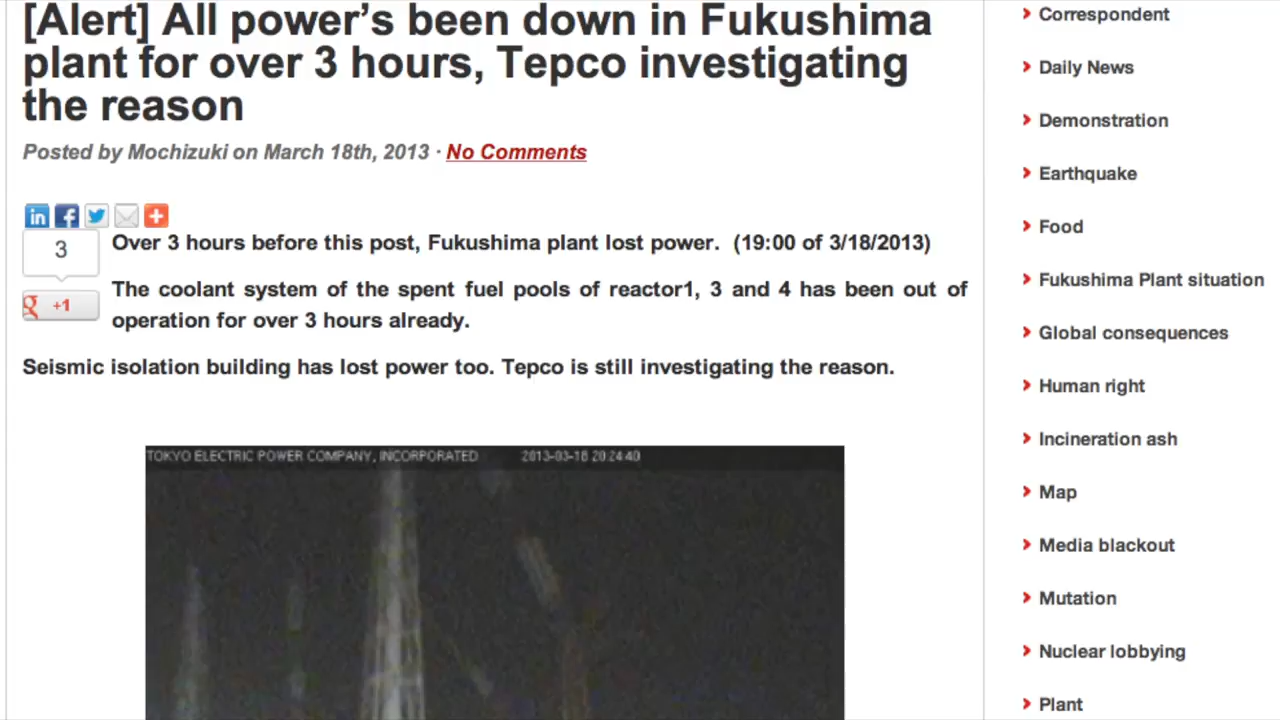 [Alert] All power's been down in Fukushima
plant for over 3 hours, Tepco investigating
the reason
Posted by Mochizuki on March 18th, 2013 · No Comments
3
+1
Over 3 hours before this post, Fukushima plant lost power. (19:00 of 3/18/2013)
The coolant system of the spent fuel pools of reactor1, 3 and 4 has been out of
operation for over 3 hours already.
Seismic isolation building has lost power too. Tepco is still investigating the reason.
TOKYO ELECTRIC POWER COMPANY, INCORPORATED 2013-03-18 20:24:40
Correspondent
Daily News
Demonstration
Earthquake
Food
Fukushima Plant situation
Global consequences
Human right
Incineration ash
Map
Media blackout
Mutation
Nuclear lobbying
Plant